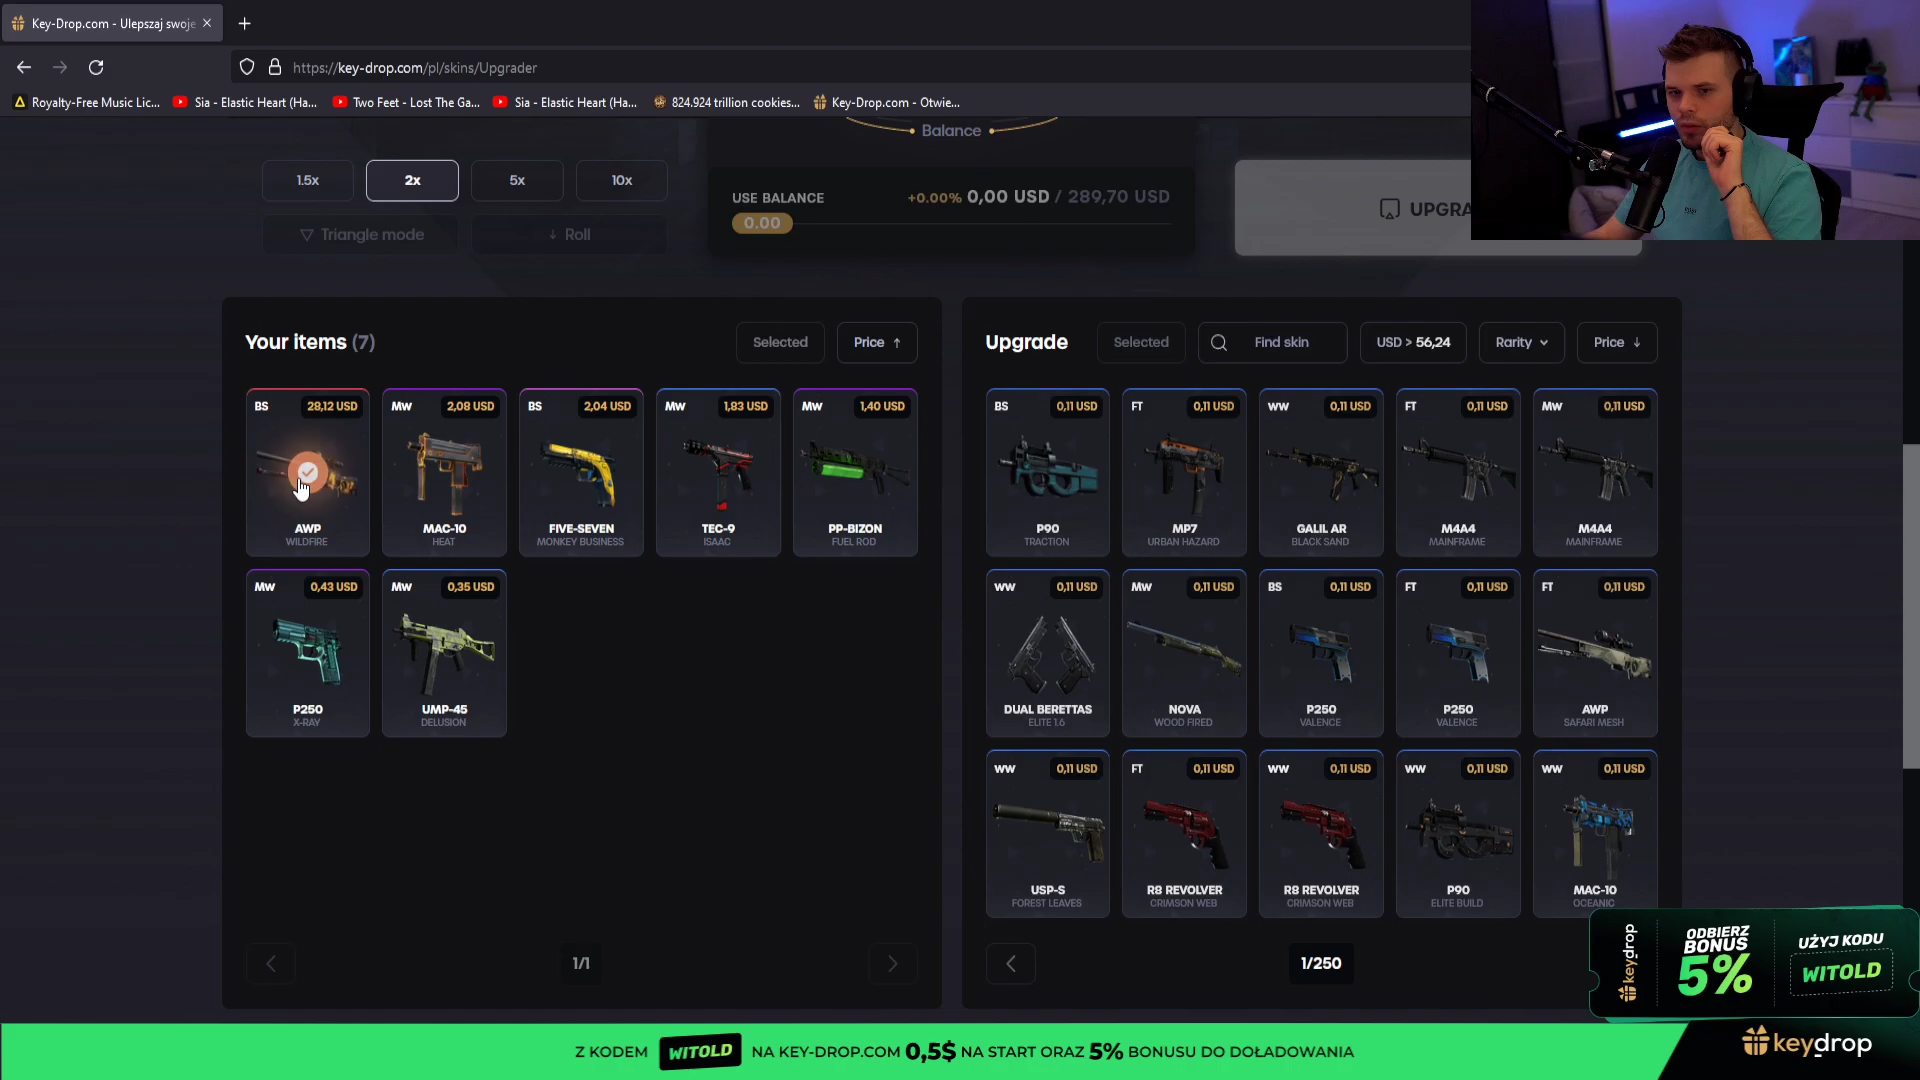 Key-Drop.com - Ulepszaj swoje
https://key-drop.com/pl/skins/Upgrader
Royalty-Free Music Lic...
Sia - Elastic Heart (Ha...
Two Feet - Lost The Ga...
Sia - Elastic Heart (Ha...
824.924 trillion cookies...
Key-Drop.com - Otwie...
Balance
1.5x
2x
5x
10x
Triangle mode
Roll
USE BALANCE
+0.00% 0,00 USD / 289,70 USD
0.00
UPGRA
Your items (7)
Selected
Price
BS 28,12 USD
AWP
WILDFIRE
MW 2,08 USD
MAC-10
HEAT
BS 2,04 USD
FIVE-SEVEN
MONKEY BUSINESS
MW 1,83 USD
TEC-9
ISAAC
MW 1,40 USD
PP-BIZON
FUEL ROD
MW 0,43 USD
P250
X-RAY
MW 0,35 USD
UMP-45
DELUSION
1/1
Upgrade
Selected
Find skin
USD > 56,24
Rarity
Price
BS 0,11 USD
P90
TRACTION
FT 0,11 USD
MP7
URBAN HAZARD
WW 0,11 USD
GALIL AR
BLACK SAND
FT 0,11 USD
M4A4
MAINFRAME
MW 0,11 USD
M4A4
MAINFRAME
WW 0,11 USD
DUAL BERETTAS
ELITE 1.6
MW 0,11 USD
NOVA
WOOD FIRED
BS 0,11 USD
P250
VALENCE
FT 0,11 USD
P250
VALENCE
FT 0,11 USD
AWP
SAFARI MESH
WW 0,11 USD
USP-S
FOREST LEAVES
FT 0,11 USD
R8 REVOLVER
CRIMSON WEB
WW 0,11 USD
R8 REVOLVER
CRIMSON WEB
WW 0,11 USD
P90
ELITE BUILD
WW 0,11 USD
MAC-10
OCEANIC
1/250
keydrop
ODBIERZ
BONUS
5%
UŻYJ KODU
WITOLD
Z KODEM WITOLD NA KEY-DROP.COM 0,5$ NA START ORAZ 5% BONUSU DO DOŁADOWANIA
keydrop